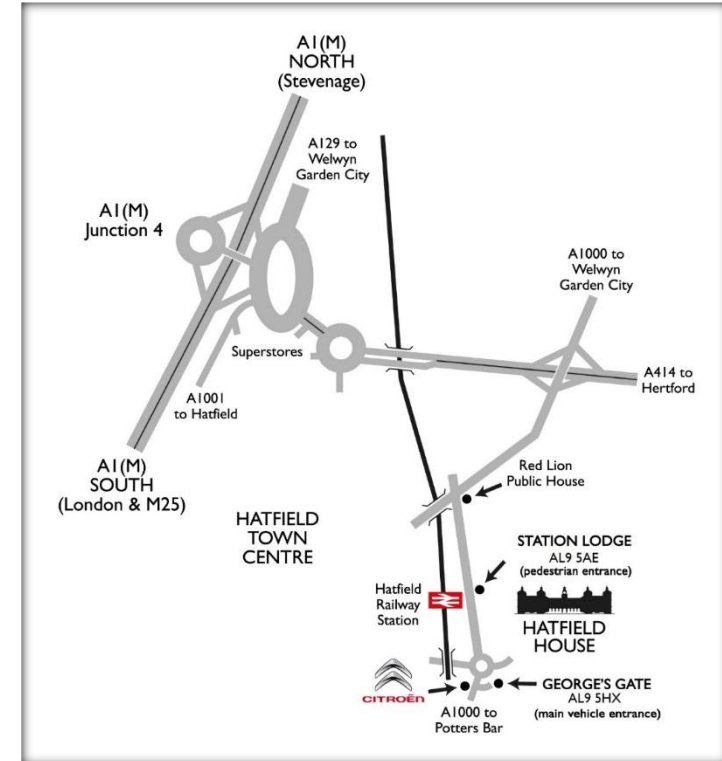 A1(M)
NORTH
(Stevenage)
A129 to
Welwyn
Garden City
A1(M)
Junction 4
A1000 to
Welwyn
Garden City
Superstores
A414 to
Hertford
A1001
to Hatfield
A1(M)
SOUTH
(London & M25)
Red Lion
Public House
HATFIELD
TOWN
CENTRE
STATION LODGE
AL9 5AE
(pedestrian entrance)
Hatfield
Railway
Station
HATFIELD
HOUSE
CITROËN
GEORGE'S GATE
AL9 5HX
(main vehicle entrance)
A1000 to
Potters Bar